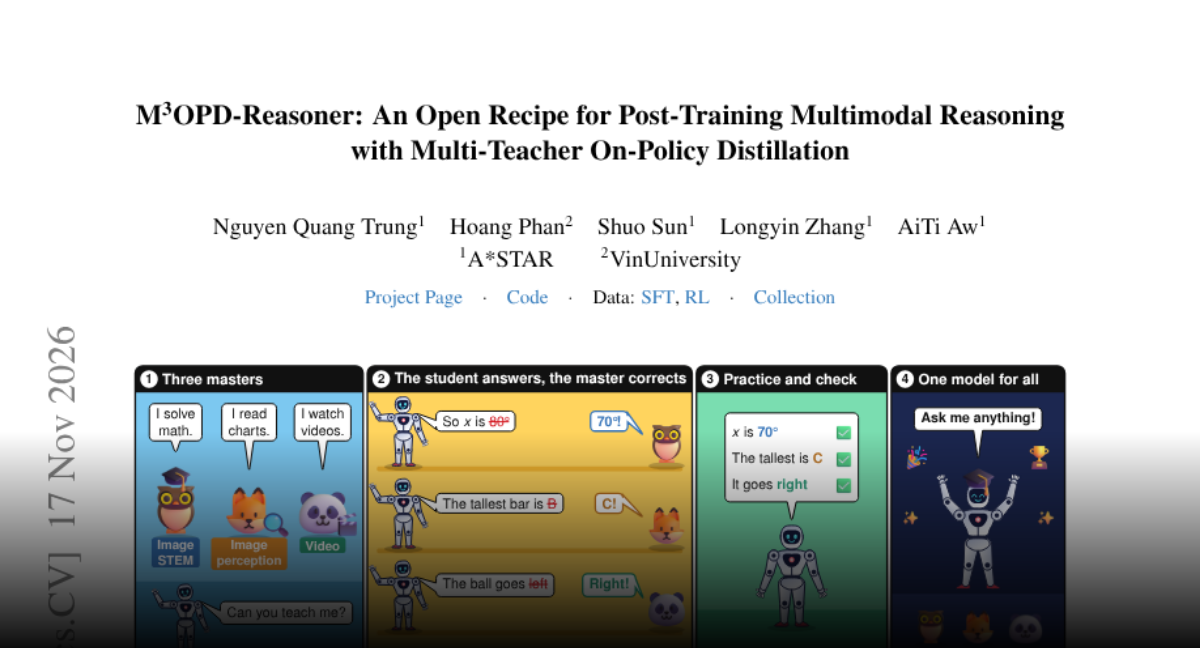 M³OPD-Reasoner: An Open Recipe for Post-Training Multimodal Reasoning
with Multi-Teacher On-Policy Distillation
Nguyen Quang Trung¹ Hoang Phan² Shuo Sun¹ Longyin Zhang¹ AiTi Aw¹
¹A*STAR ²VinUniversity
Project Page · Code · Data: SFT, RL · Collection
s.CV] 17 Nov 2026
1 Three masters
I solve
math.
I read
charts.
I watch
videos.
Image
STEM
Image
perception
Video
Can you teach me?
2 The student answers, the master corrects
So x is 80°
70°!
The tallest bar is B
C!
The ball goes left
Right!
3 Practice and check
x is 70°
The tallest is C
It goes right
4 One model for all
Ask me anything!